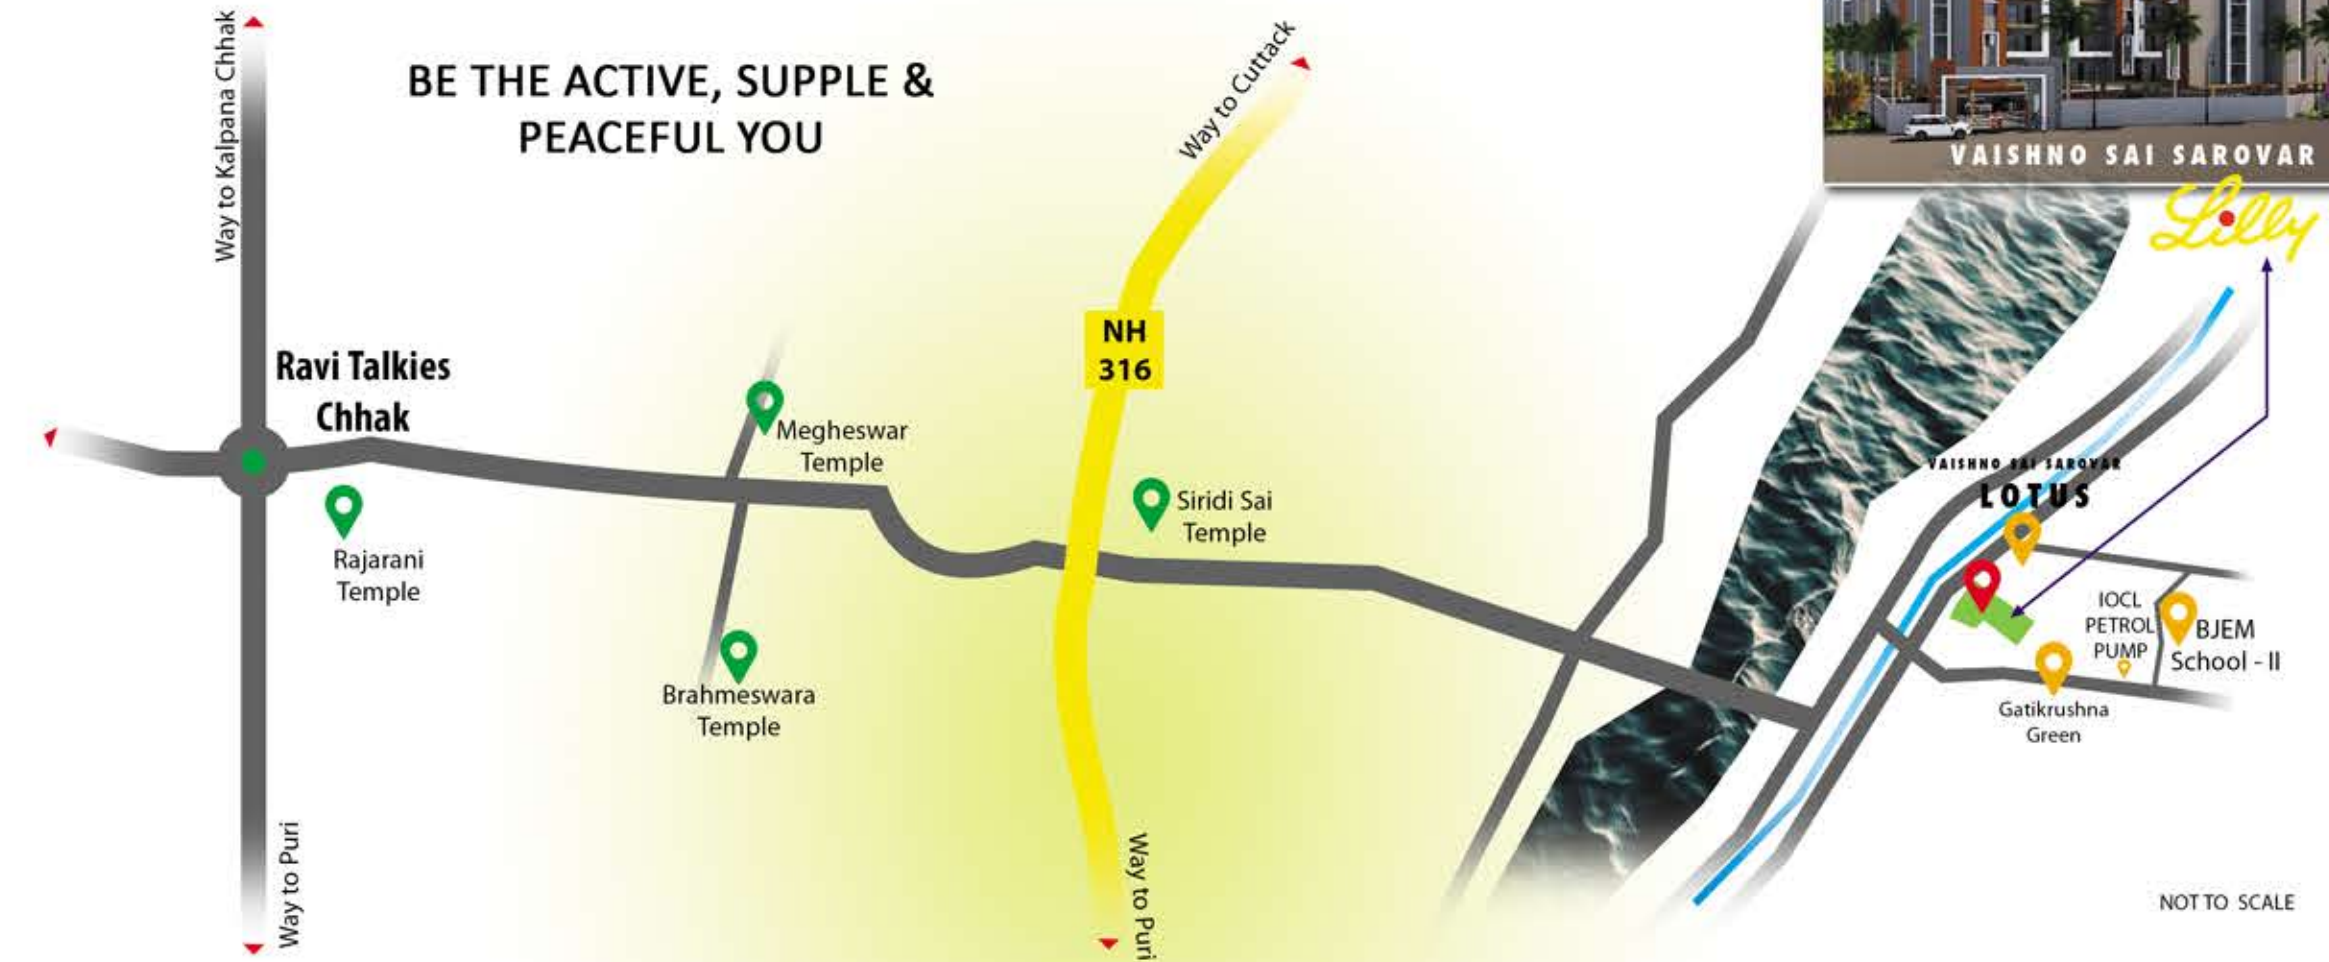 Way to Kalpana Chhak
BE THE ACTIVE, SUPPLE &
PEACEFUL YOU
Way to Cuttack
VAISHNO SAI SAROVAR
Lilly
NH
316
Ravi Talkies
Chhak
Megheswar
Temple
Siridi Sai
Temple
Rajarani
Temple
VAISHNO SAI SAROVAR
LOTUS
IOCL
PETROL
PUMP
BJEM
School - II
Brahmeswara
Temple
Gatikrushna
Green
Way to Puri
Way to Puri
NOT TO SCALE